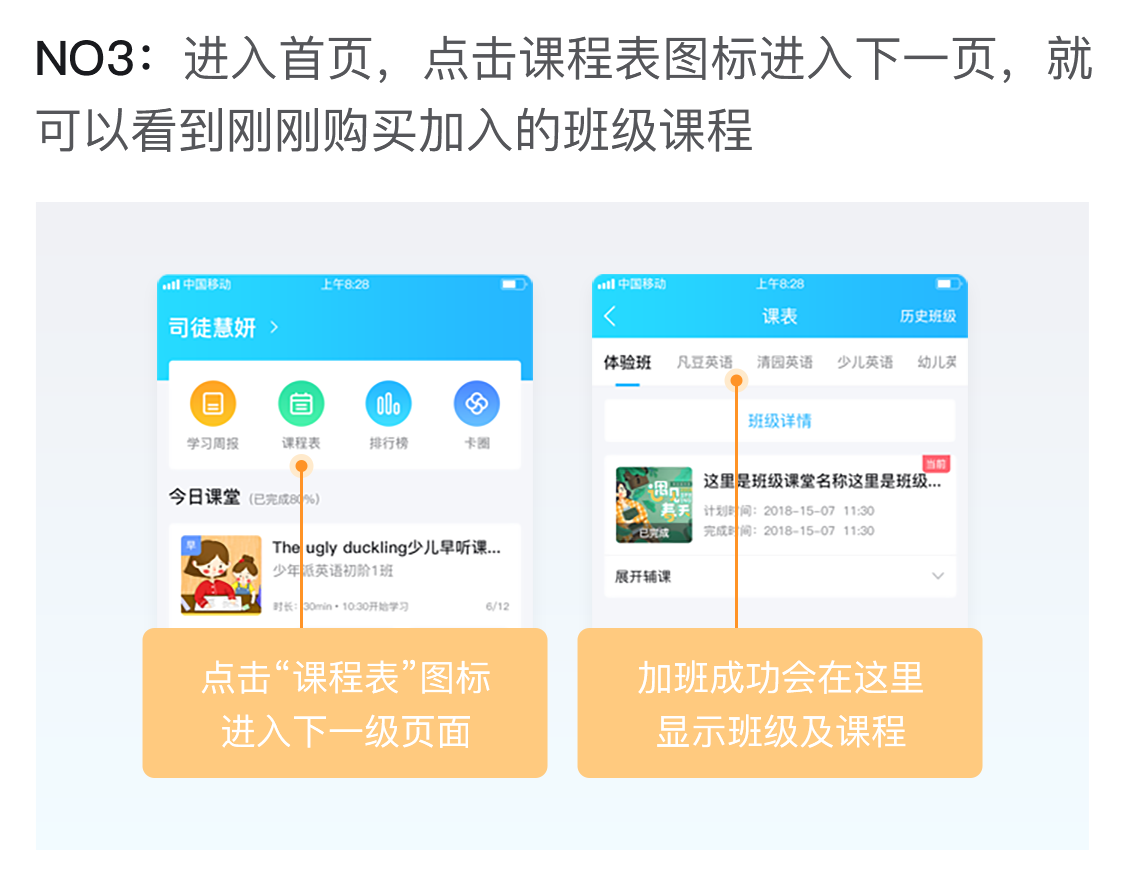 NO3：进入首页，点击课程表图标进入下一页，就
可以看到刚刚购买加入的班级课程
中国移动 上午8:28
司徒慧妍
学习周报 课程表 排行榜 卡圈
今日课堂 (已完成80%)
早
The ugly duckling少儿早听课...
少年派英语初阶1班
时长：30min • 10:30开始学习 6/12
点击“课程表”图标
进入下一级页面
中国移动 上午8:28
课表 历史班级
体验班 凡豆英语 清园英语 少儿英语 幼儿英
班级详情
当前
这里是班级课堂名称这里是班级...
计划时间：2018-15-07 11:30
完成时间：2018-15-07 11:30
遇见
春天
已完成
展开辅课
加班成功会在这里
显示班级及课程